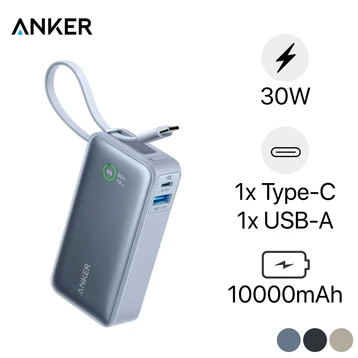 ANKER
30W
1x Type-C
1x USB-A
10000mAh
ANKER